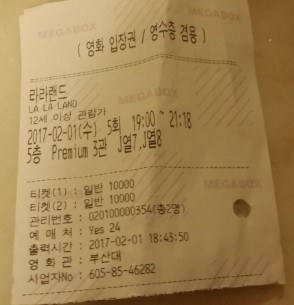 MEGABOX
( 영화 입장권 / 영수증 겸용 )
라라랜드
LA LA LAND
12세 이상 관람가
2017-02-01(수) 5회 19:00 ~ 21:18
5층 Premium 3관 J열7,J열8
티켓(1) : 일반 10000
티켓(2) : 일반 10000
관리번호 : 020100000354(총2명)
예 매 처 : Yes 24
출력시간 : 2017-02-01 18:43:50
영 화 관 : 부산대
사업자No : 605-85-46282